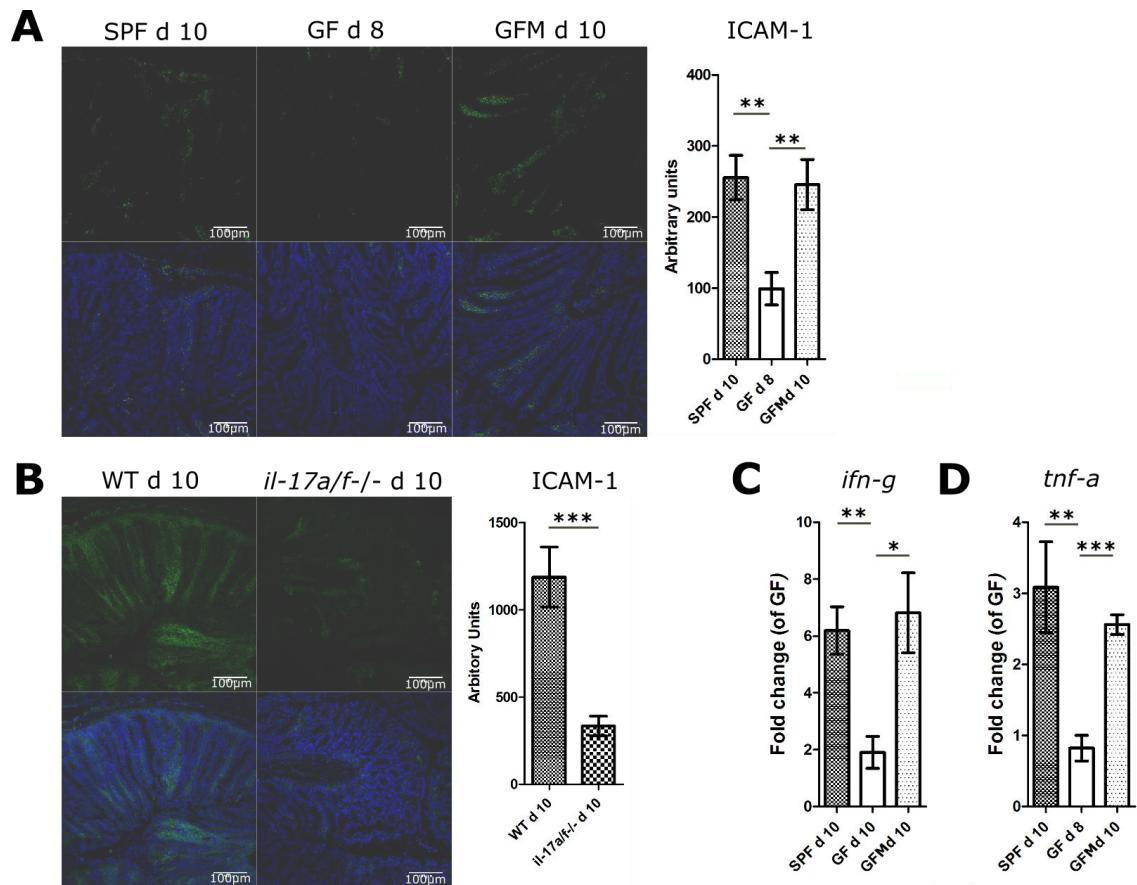 A
SPF d 10
GF d 8
GFM d 10
ICAM-1
100µm
100µm
100µm
100µm
100µm
100µm
Arbitrary units
400
300
200
100
0
**
**
SPF d 10
GF d 8
GFMd 10
B
WT d 10
il-17a/f-/- d 10
ICAM-1
100µm
100µm
100µm
100µm
Arbitory Units
1500
1000
500
0
***
WT d 10
il-17a/f-/- d 10
C
ifn-g
Fold change (of GF)
10
8
6
4
2
0
**
*
SPF d 10
GF d 10
GFMd 10
D
tnf-a
Fold change (of GF)
4
3
2
1
0
**
***
SPF d 10
GF d 8
GFMd 10